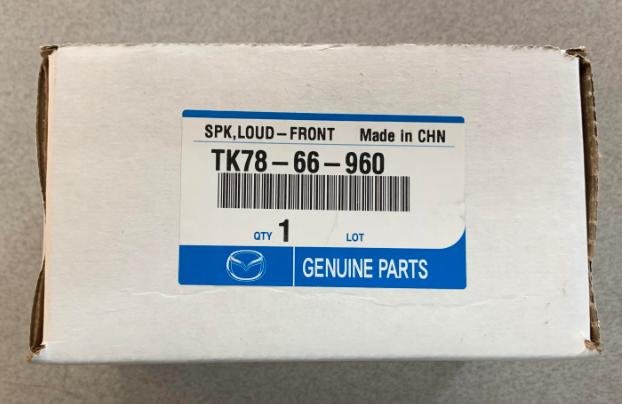 SPK,LOUD-FRONT Made in CHN
TK78-66-960
QTY 1 LOT
GENUINE PARTS